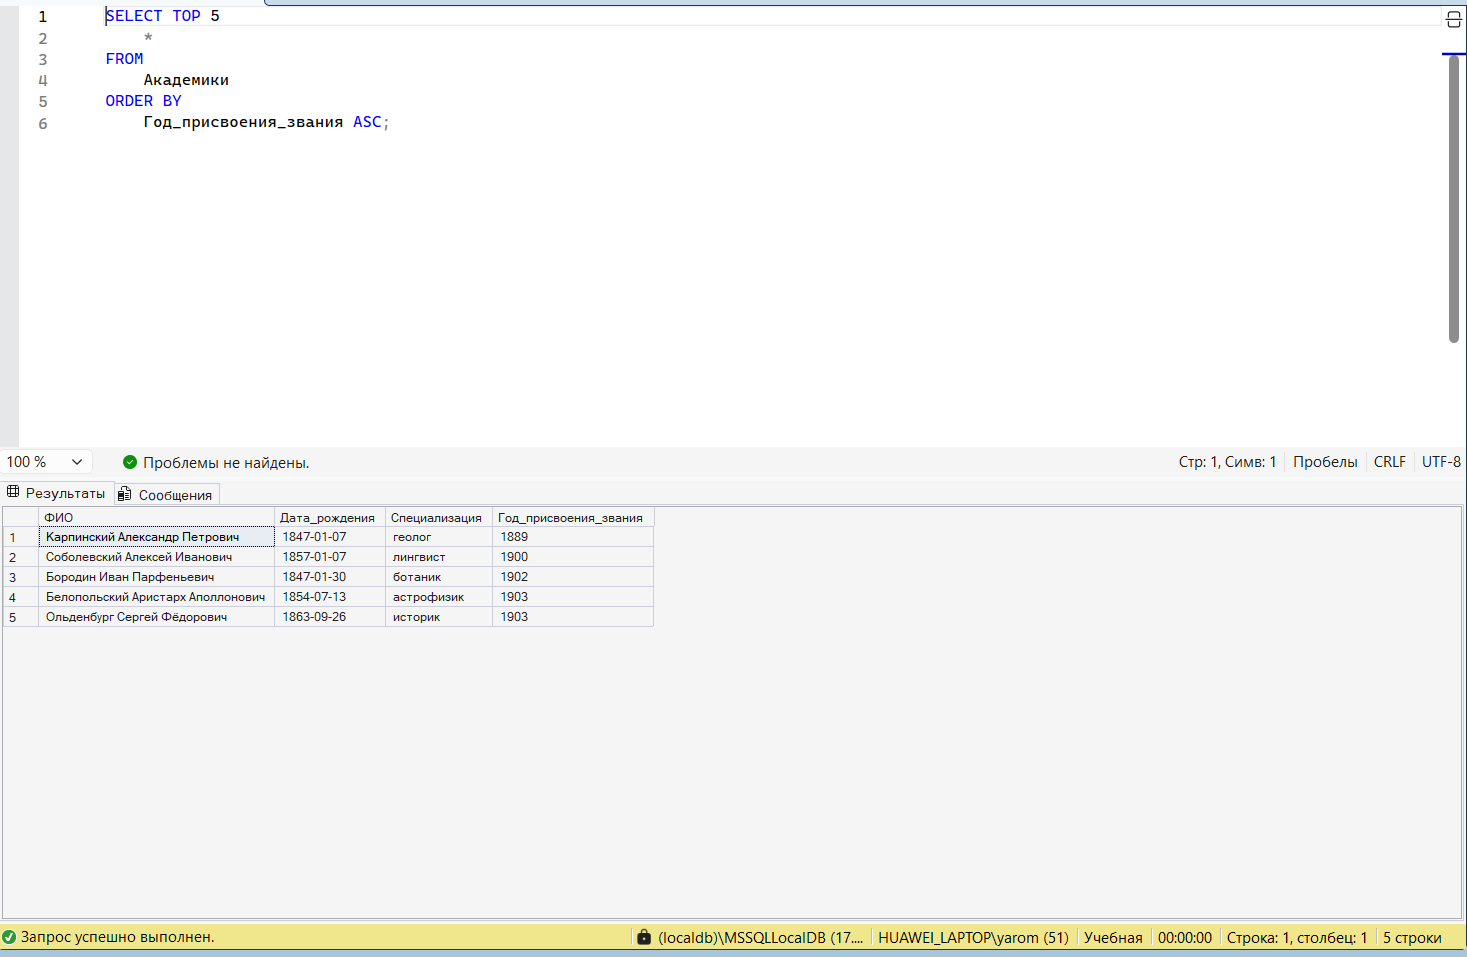 1 SELECT TOP 5
2 *
3 FROM
4 Академики
5 ORDER BY
6 Год_присвоения_звания ASC;
100 % Проблемы не найдены. Стр: 1, Симв: 1 Пробелы CRLF UTF-8
Результаты Сообщения
ФИО Дата_рождения Специализация Год_присвоения_звания
1 Карпинский Александр Петрович 1847-01-07 геолог 1889
2 Соболевский Алексей Иванович 1857-01-07 лингвист 1900
3 Бородин Иван Парфеньевич 1847-01-30 ботаник 1902
4 Белопольский Аристарх Аполлонович 1854-07-13 астрофизик 1903
5 Ольденбург Сергей Фёдорович 1863-09-26 историк 1903
Запрос успешно выполнен. (localdb)\MSSQLLocalDB (17.... HUAWEI_LAPTOP\yarom (51) Учебная 00:00:00 Строка: 1, столбец: 1 5 строки